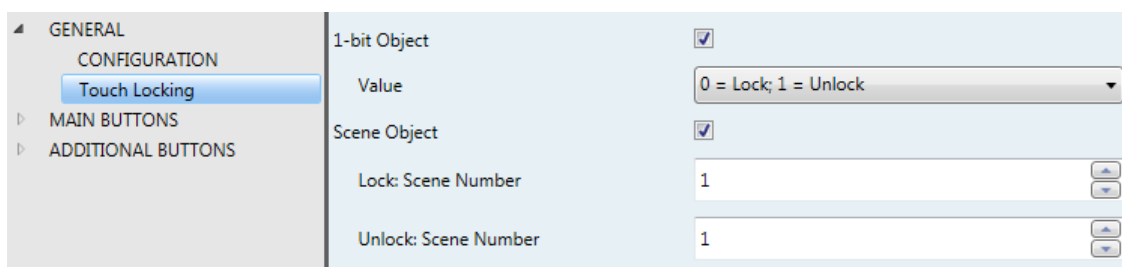 GENERAL
CONFIGURATION
Touch Locking
MAIN BUTTONS
ADDITIONAL BUTTONS
1-bit Object
Value
0 = Lock; 1 = Unlock
Scene Object
Lock: Scene Number
1
Unlock: Scene Number
1